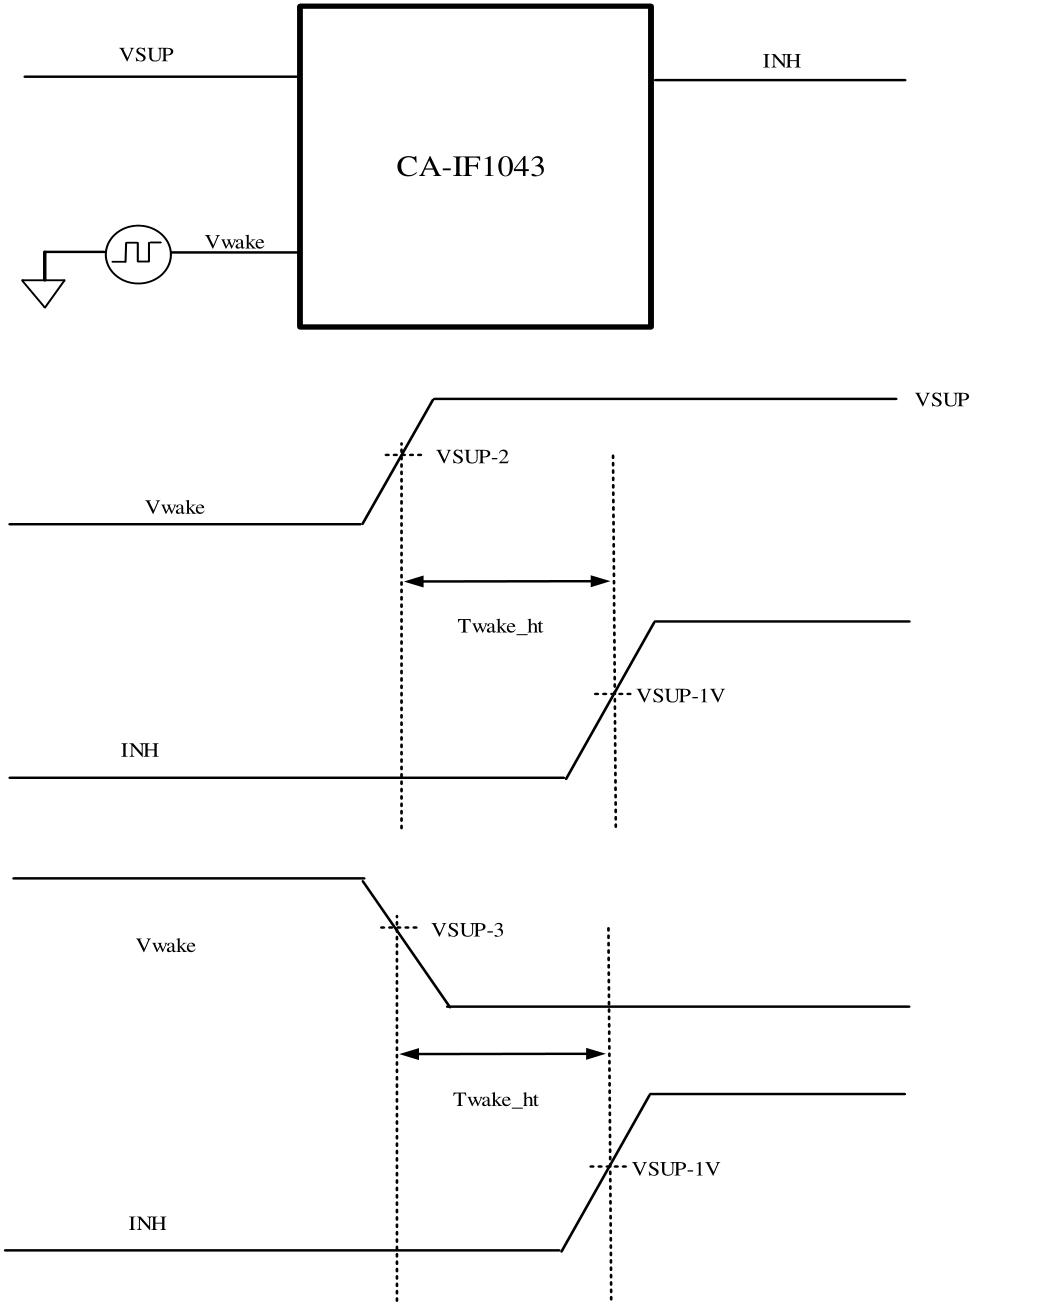 VSUP
INH
CA-IF1043
Vwake
VSUP
VSUP-2
Vwake
Twake_ht
VSUP-1V
INH
VSUP-3
Vwake
Twake_ht
VSUP-1V
INH